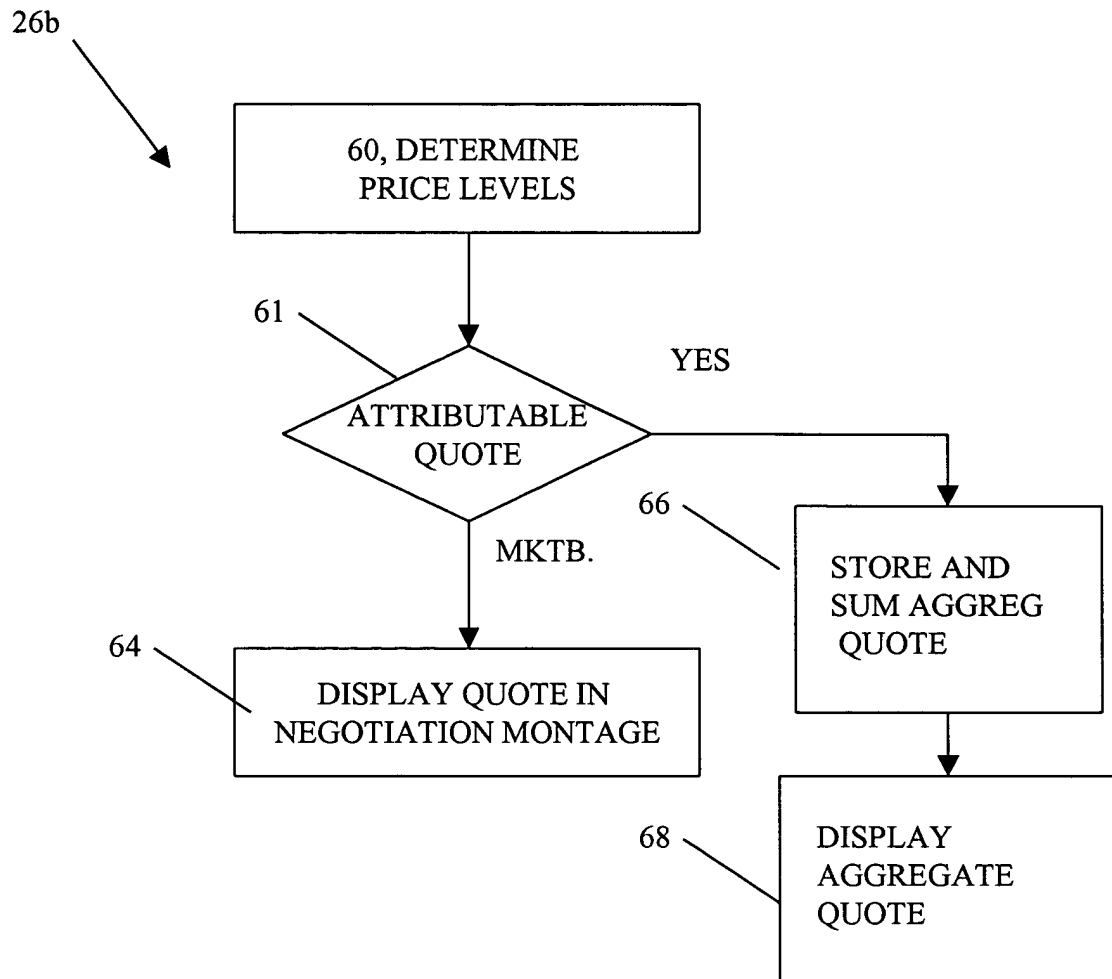 26b
60, DETERMINE
PRICE LEVELS
61
YES
ATTRIBUTABLE
QUOTE
66
MKTB.
STORE AND
SUM AGGREG
QUOTE
64
DISPLAY QUOTE IN
NEGOTIATION MONTAGE
68
DISPLAY
AGGREGATE
QUOTE